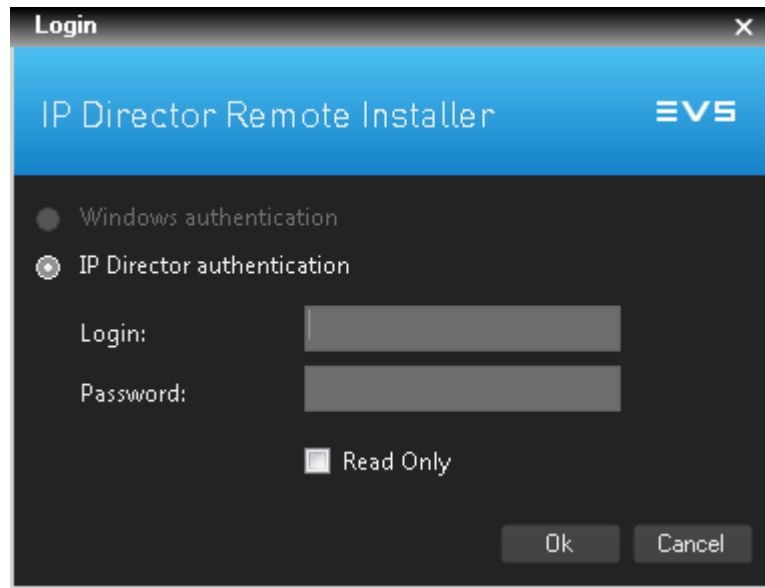 Login
IP Director Remote Installer
EVS
Windows authentication
IP Director authentication
Login:
Password:
Read Only
Ok
Cancel